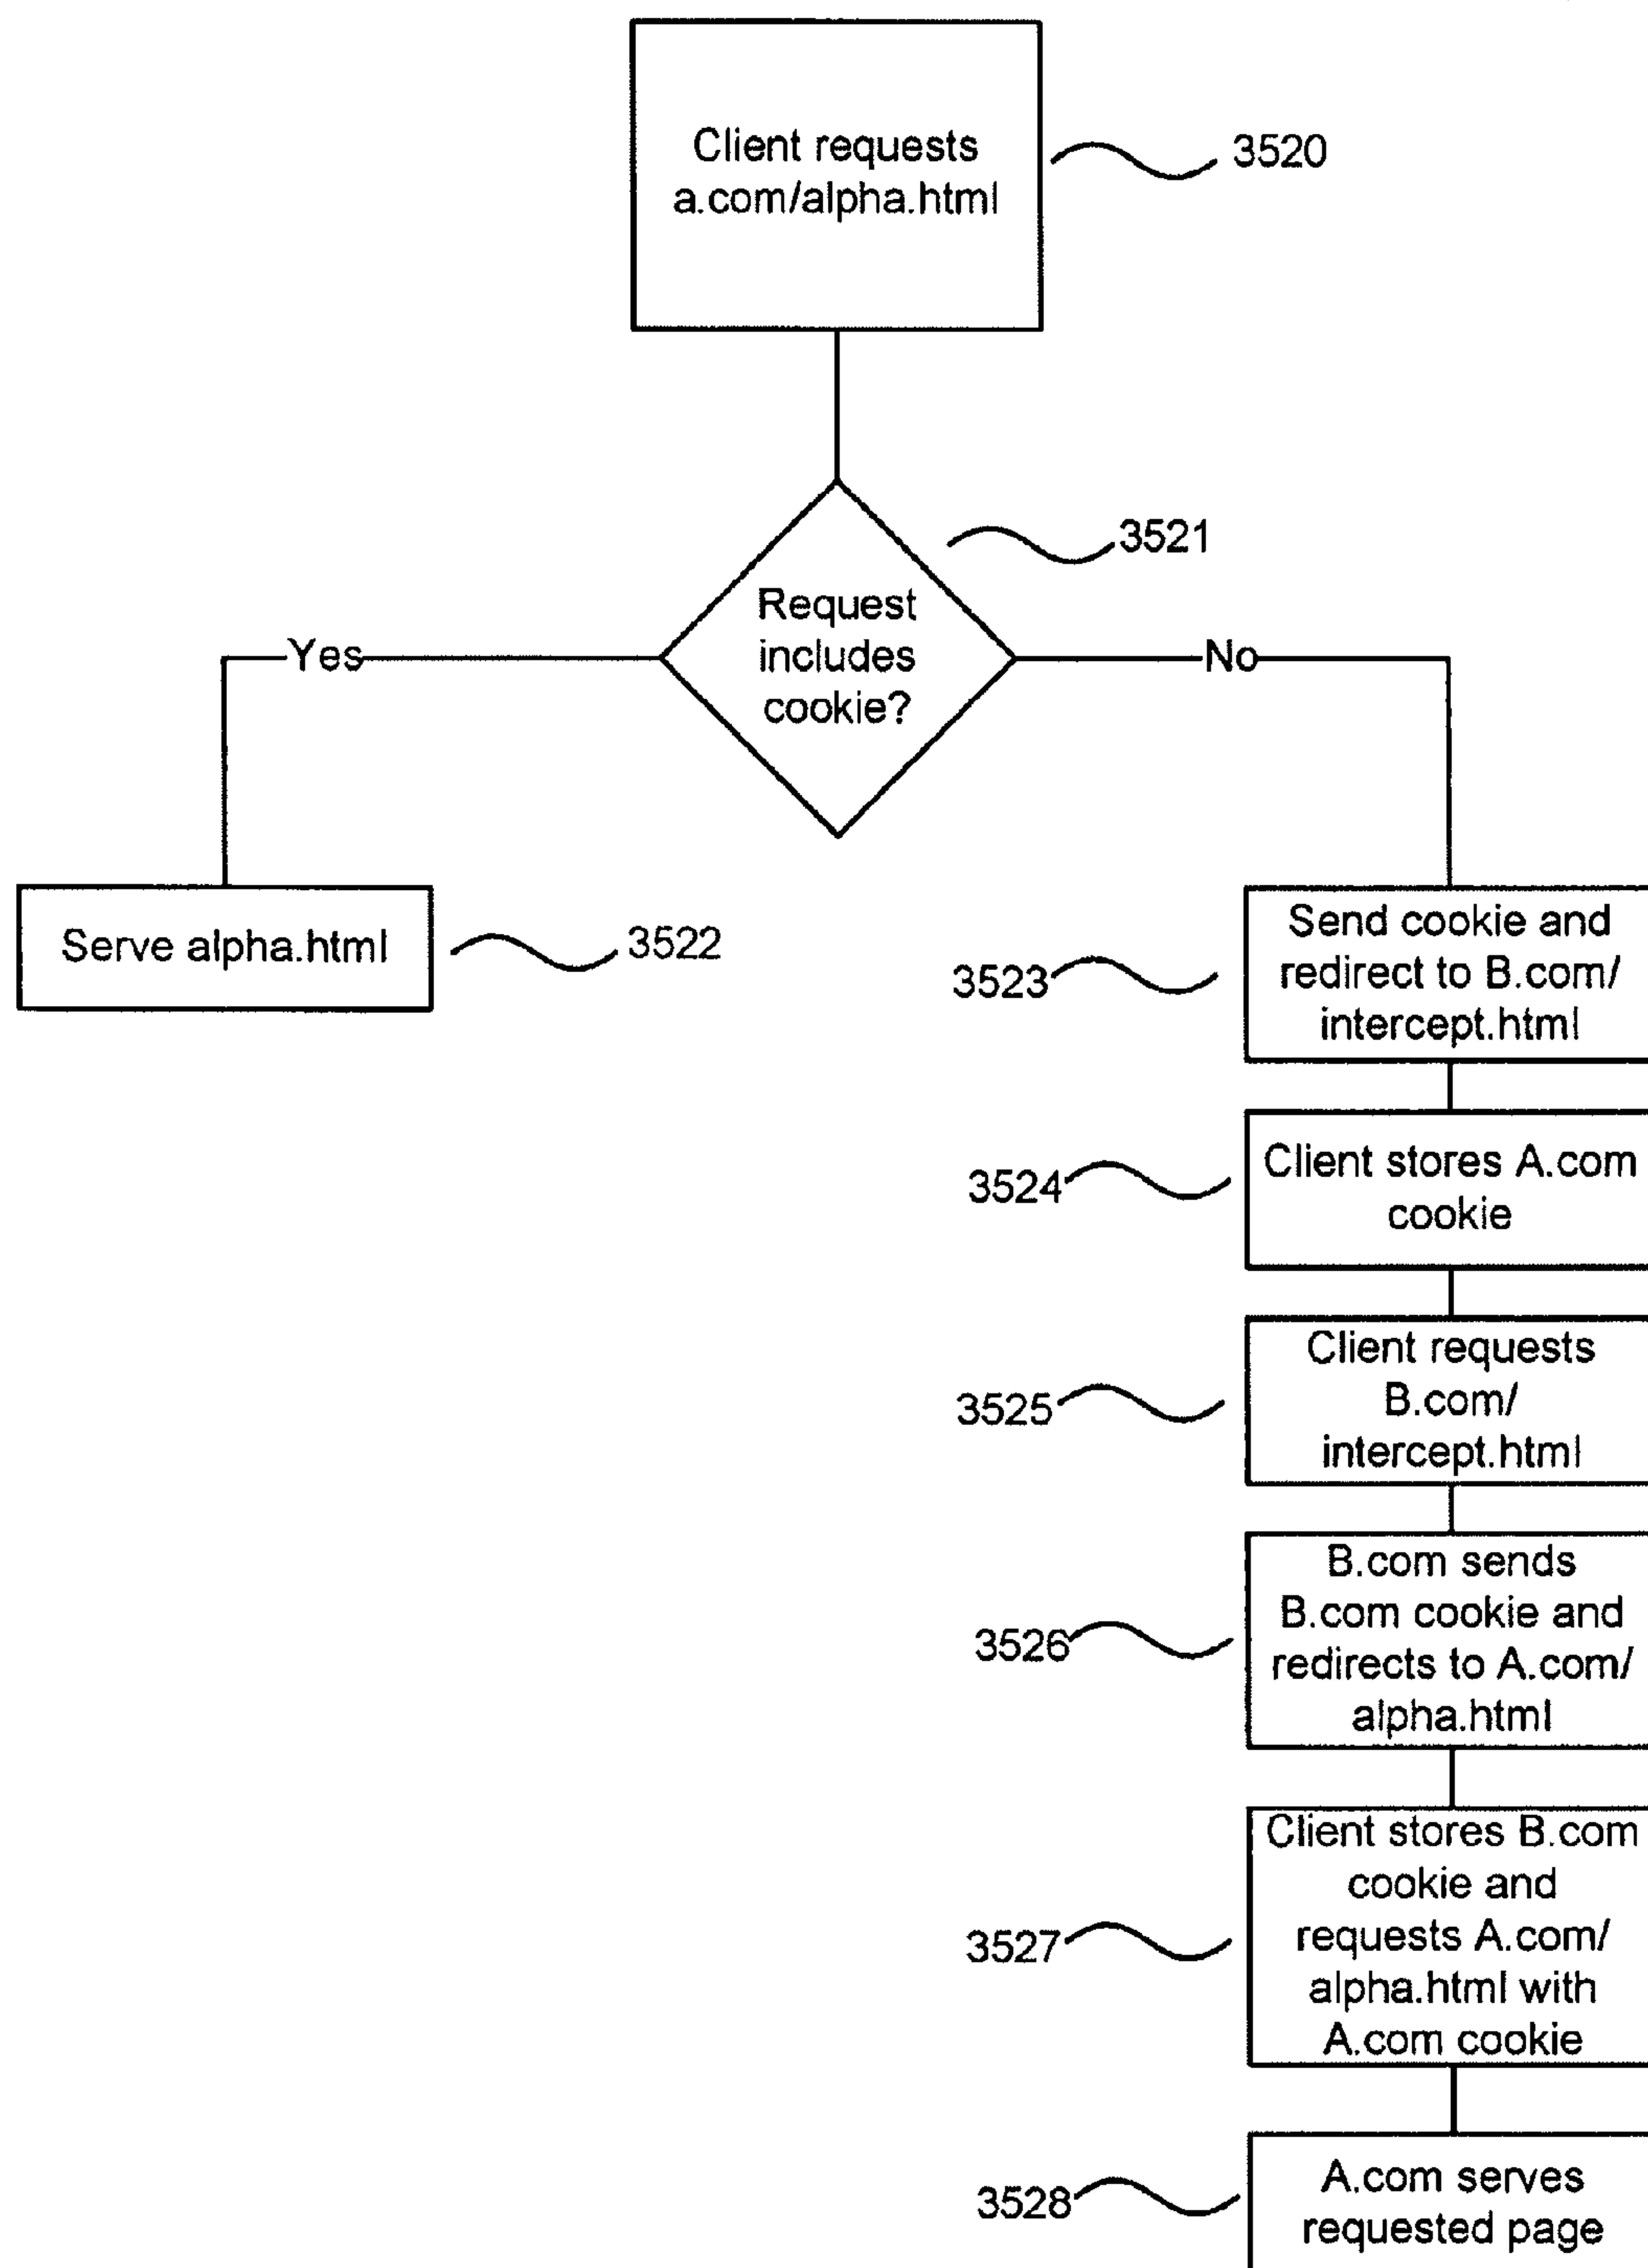 Client requests
a.com/alpha.html
3520
3521
Request
includes
cookie?
Yes
No
Serve alpha.html
3522
Send cookie and
redirect to B.com/
intercept.html
3523
Client stores A.com
cookie
3524
Client requests
B.com/
intercept.html
3525
B.com sends
B.com cookie and
redirects to A.com/
alpha.html
3526
Client stores B.com
cookie and
requests A.com/
alpha.html with
A.com cookie
3527
A.com serves
requested page
3528